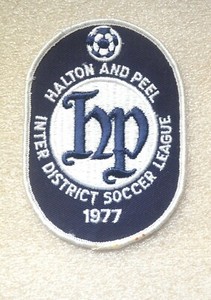 HALTON AND PEEL
hp
INTER DISTRICT SOCCER LEAGUE
1977